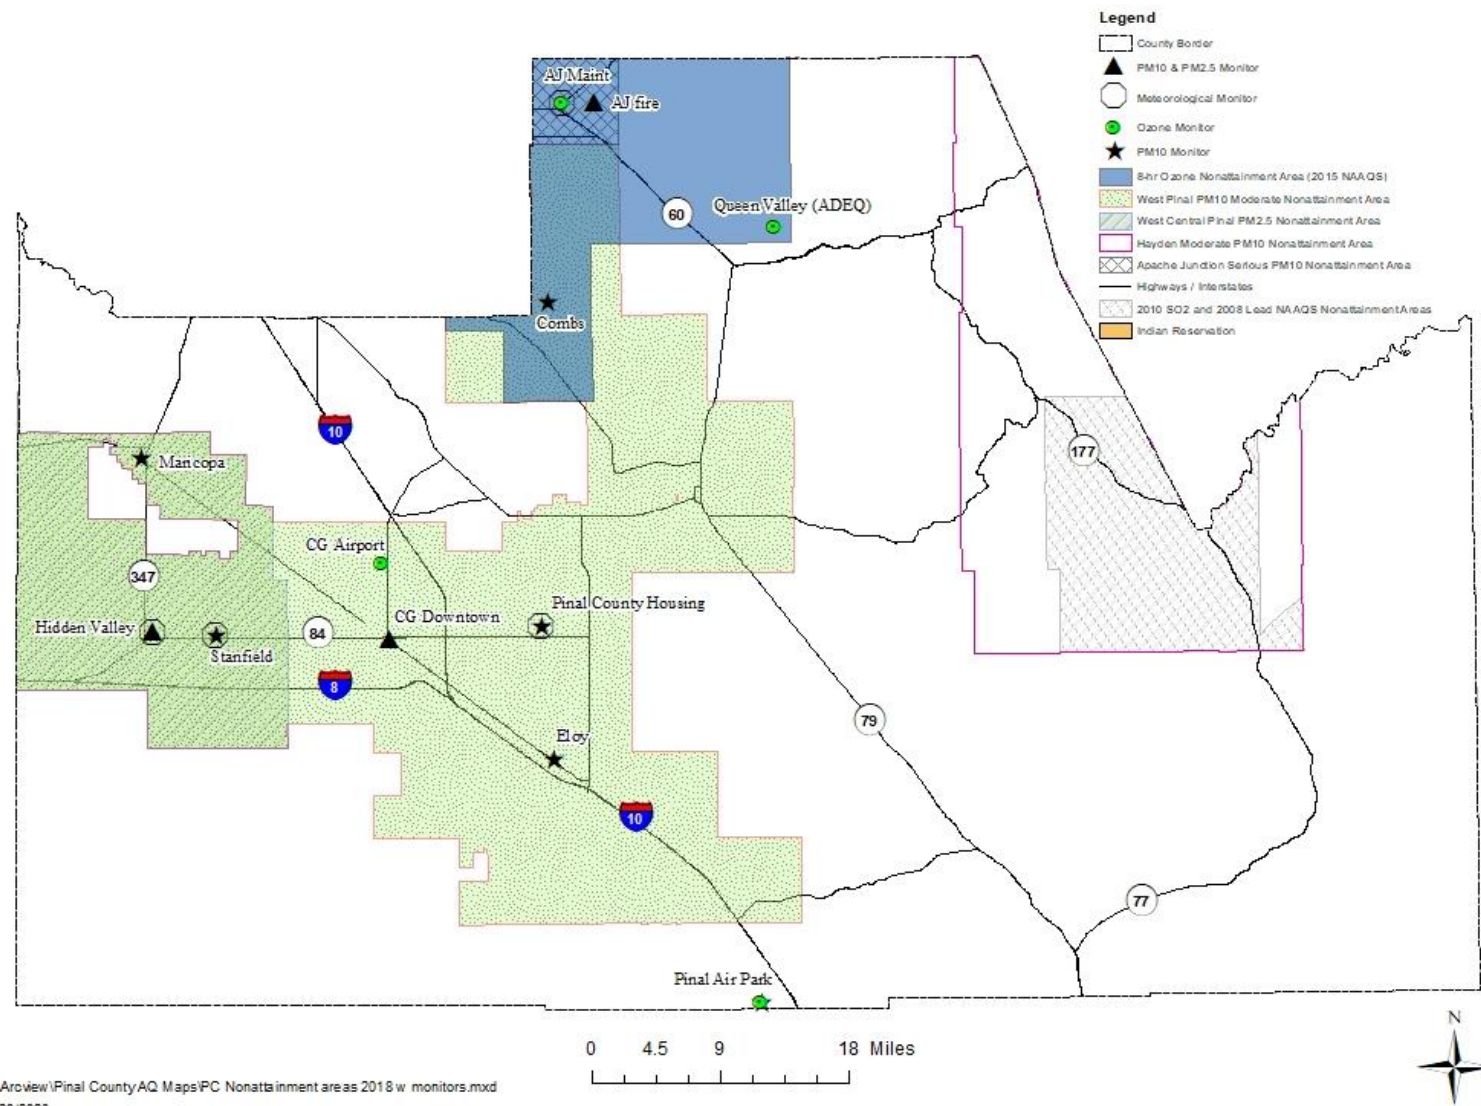 Legend
County Border
PM10 & PM2.5 Monitor
Meteorological Monitor
Ozone Monitor
PM10 Monitor
8-hr Ozone Nonattainment Area (2015 NAAQS)
West Pinal PM10 Moderate Nonattainment Area
West Central Pinal PM2.5 Nonattainment Area
Hayden Moderate PM10 Nonattainment Area
Apache Junction Serious PM10 Nonattainment Area
Highways / Interstates
2010 SO2 and 2008 Lead NAAQS Nonattainment Areas
Indian Reservation
AJ Maint
AJ fire
Queen Valley (ADEQ)
60
Combs
10
Maricopa
177
CG Airport
347
Pinal County Housing
CG Downtown
Hidden Valley
84
Stanfield
8
79
Eloy
10
77
Pinal Air Park
N
0 4.5 9 18 Miles
Arcview\Pinal County AQ Maps\PC Nonattainment areas 2018 w monitors.mxd